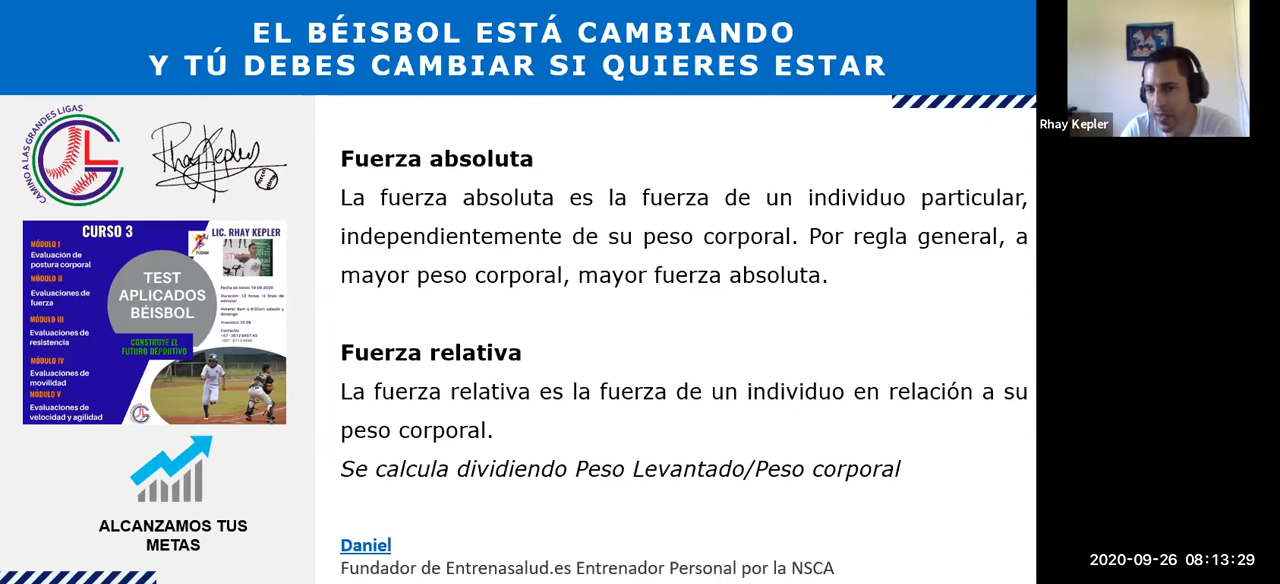 EL BÉISBOL ESTÁ CAMBIANDO
Y TÚ DEBES CAMBIAR SI QUIERES ESTAR
CAMINO A LAS GRANDES LIGAS
Rhay Kepler
CURSO 3
LIC. RHAY KEPLER
MÓDULO I
Evaluación de
postura corporal
MÓDULO II
Evaluaciones de
fuerza
MÓDULO III
Evaluaciones de
resistencia
MÓDULO IV
Evaluaciones de
movilidad
MÓDULO V
Evaluaciones de
velocidad y agilidad
TEST
APLICADOS
BÉISBOL
CONSTRUYE EL
FUTURO DEPORTIVO
ALCANZAMOS TUS
METAS
Fuerza absoluta
La fuerza absoluta es la fuerza de un individuo particular,
independientemente de su peso corporal. Por regla general, a
mayor peso corporal, mayor fuerza absoluta.
Fuerza relativa
La fuerza relativa es la fuerza de un individuo en relación a su
peso corporal.
Se calcula dividiendo Peso Levantado/Peso corporal
Daniel
Fundador de Entrenasalud.es Entrenador Personal por la NSCA
Rhay Kepler
2020-09-26 08:13:29